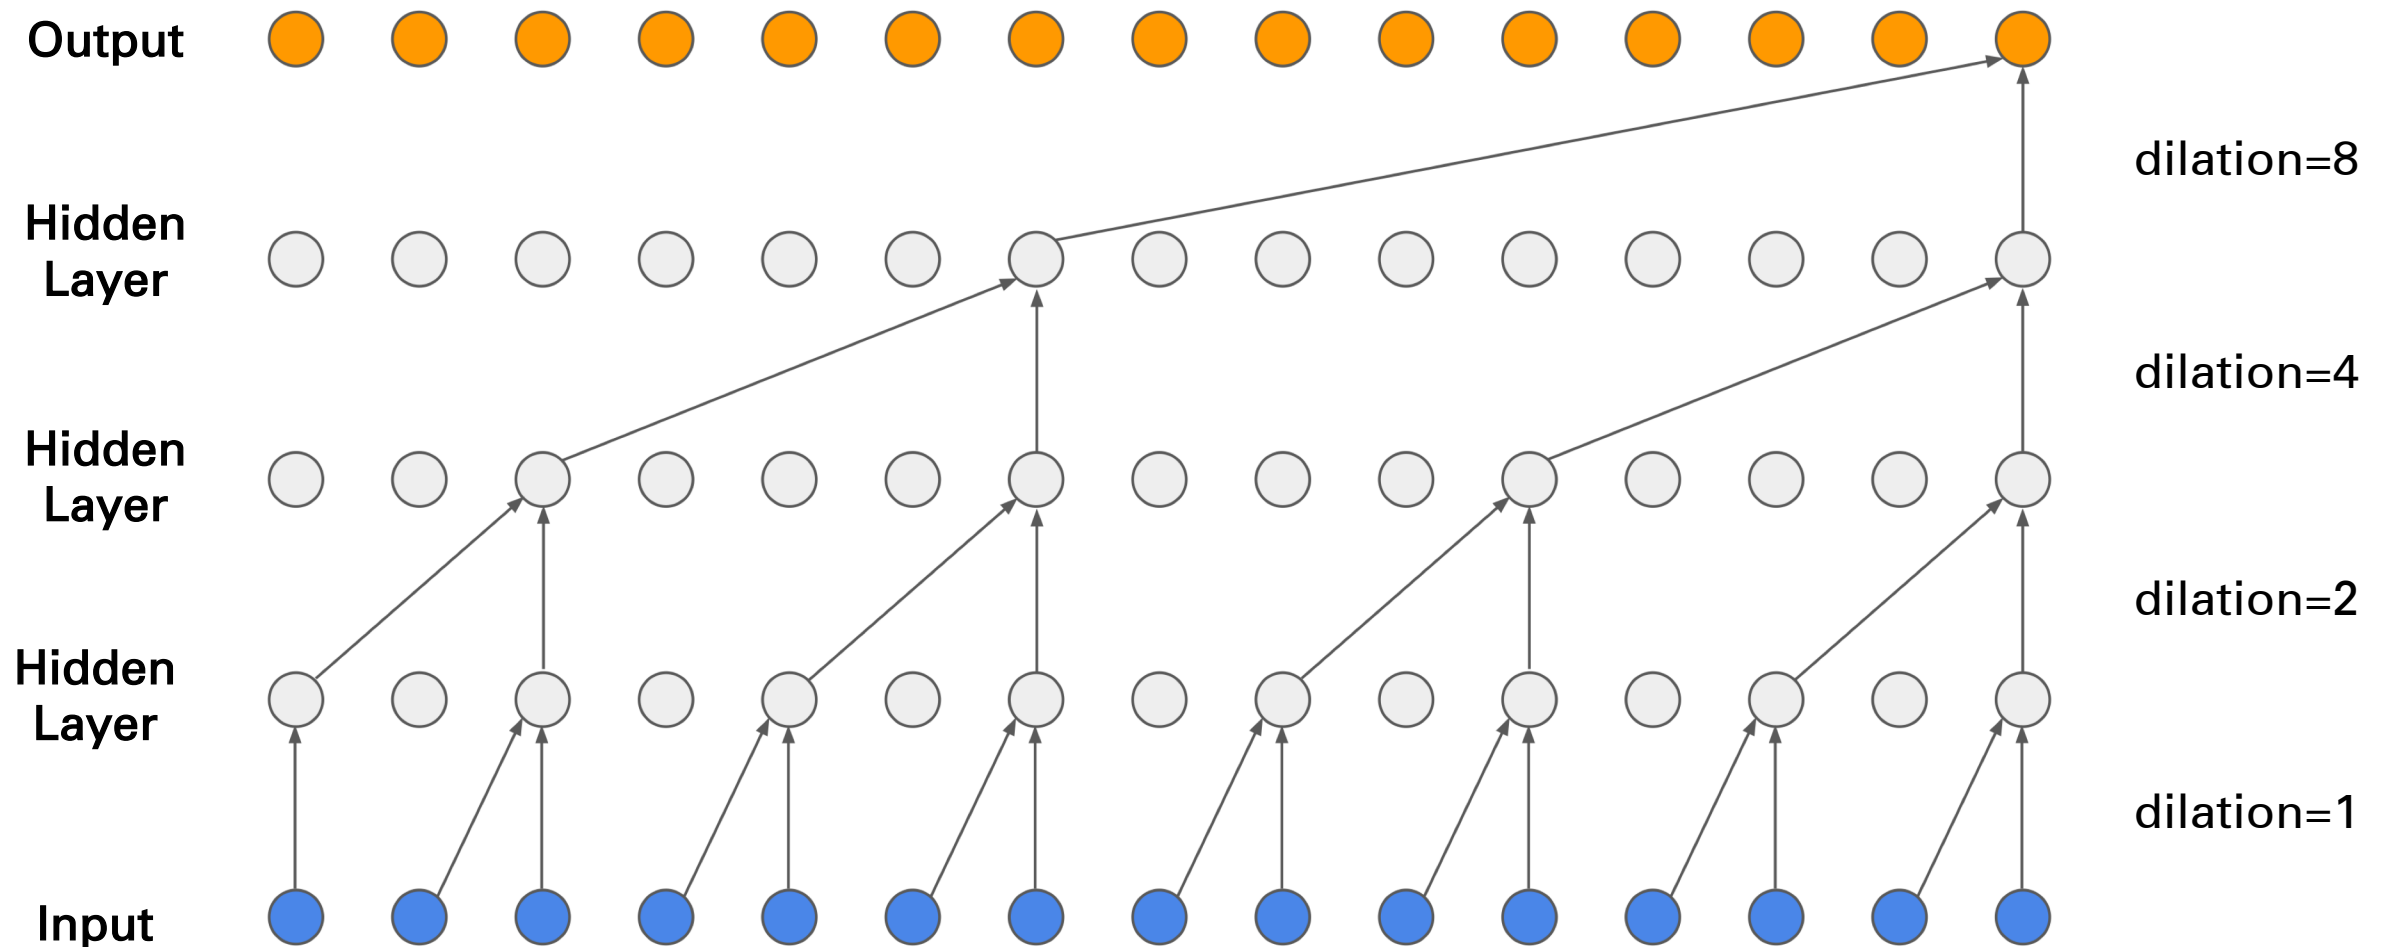 Output
dilation=8
Hidden
Layer
dilation=4
Hidden
Layer
dilation=2
Hidden
Layer
dilation=1
Input